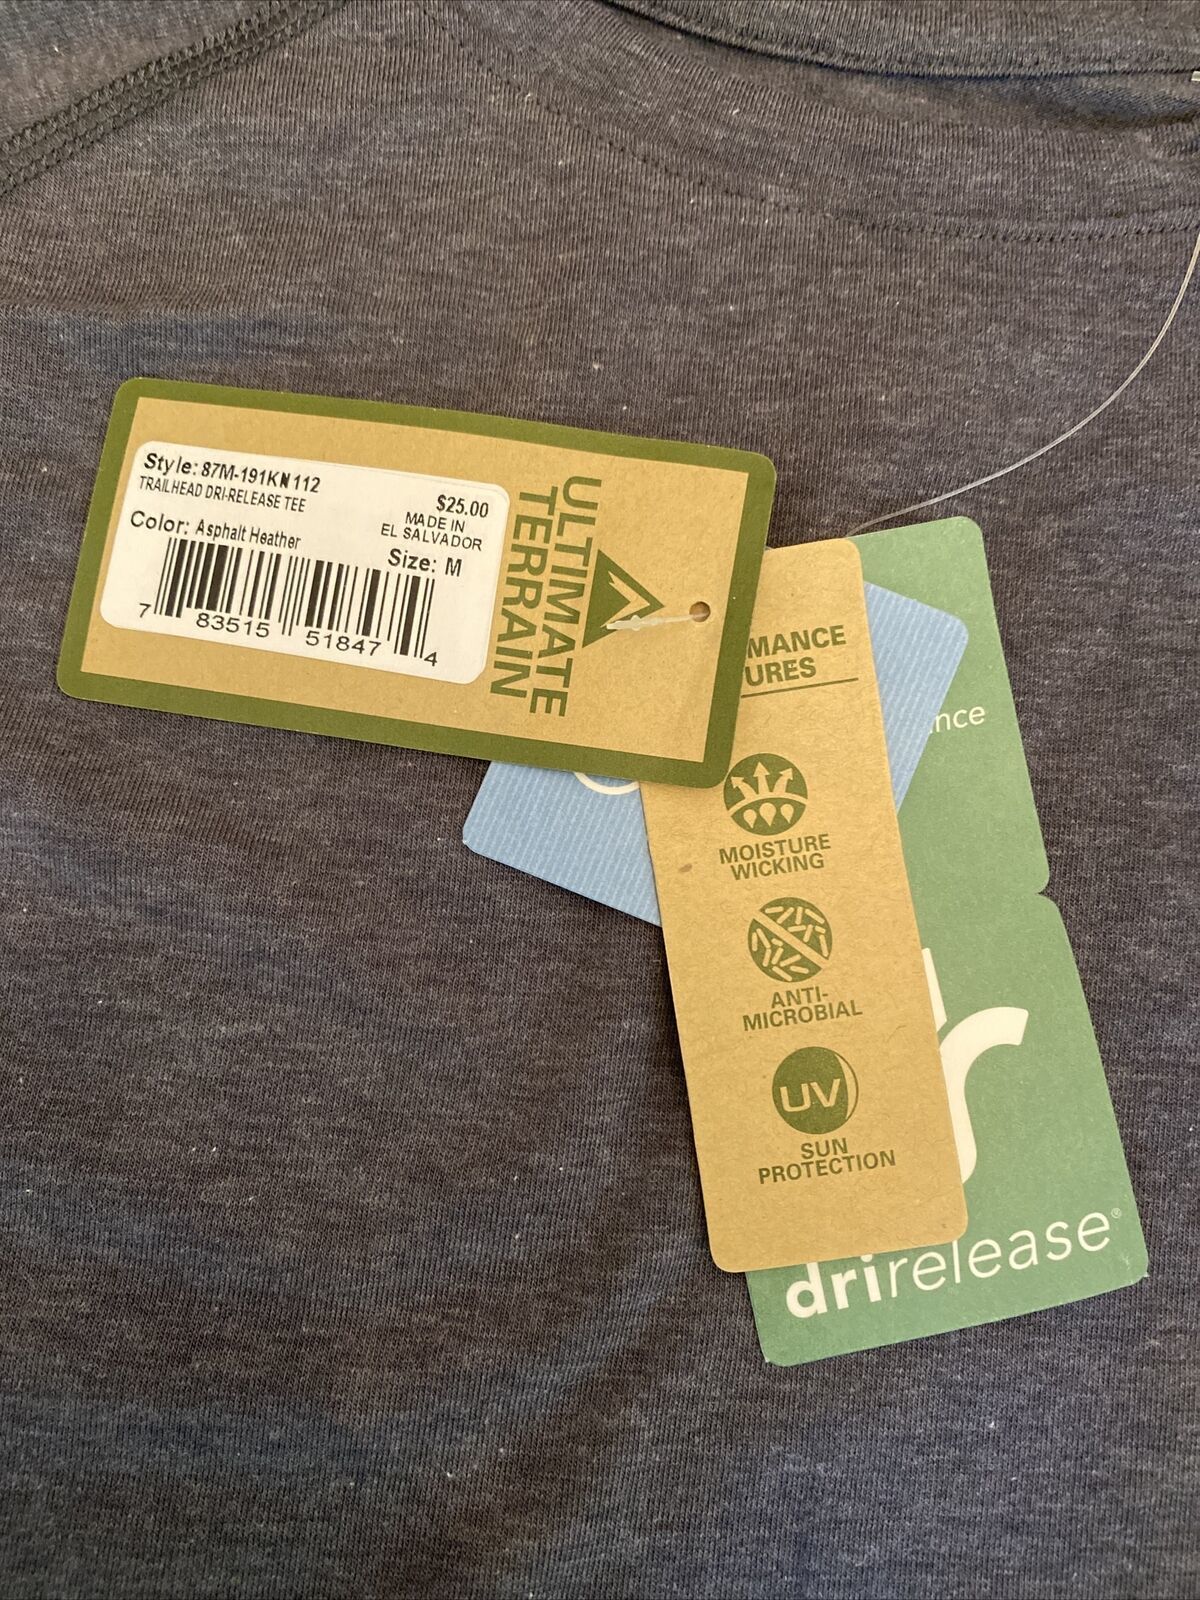 Style: 87M-191KN112
TRAILHEAD DRI-RELEASE TEE
$25.00
MADE IN
EL SALVADOR
Color: Asphalt Heather
Size: M
7 83515 51847 4
ULTIMATE
TERRAIN
MANCE
URES
MOISTURE
WICKING
ANTI-
MICROBIAL
UV
SUN
PROTECTION
nce
drirelease®